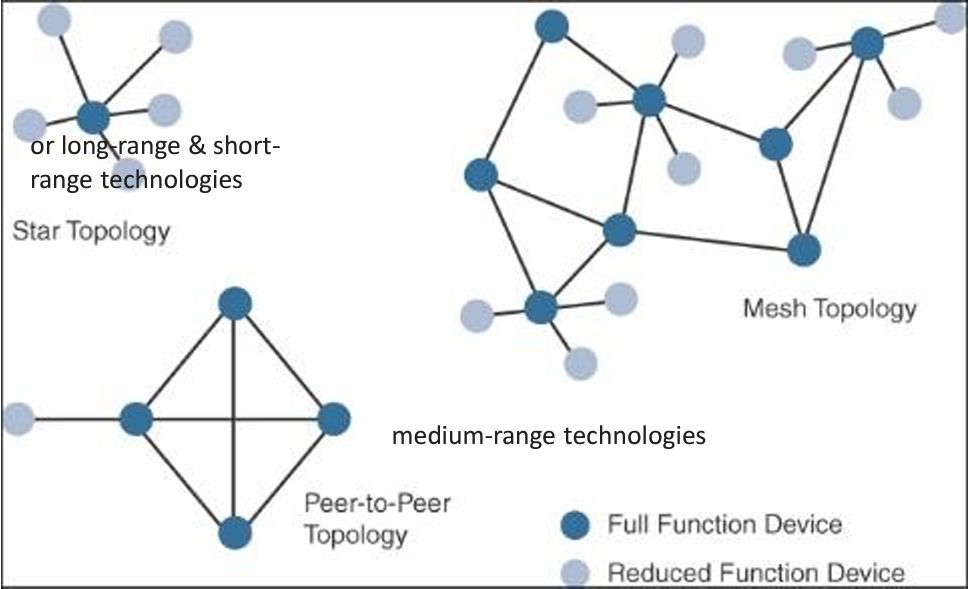 or long-range & short-
range technologies
Star Topology
Mesh Topology
medium-range technologies
Peer-to-Peer
Topology
Full Function Device
Reduced Function Device